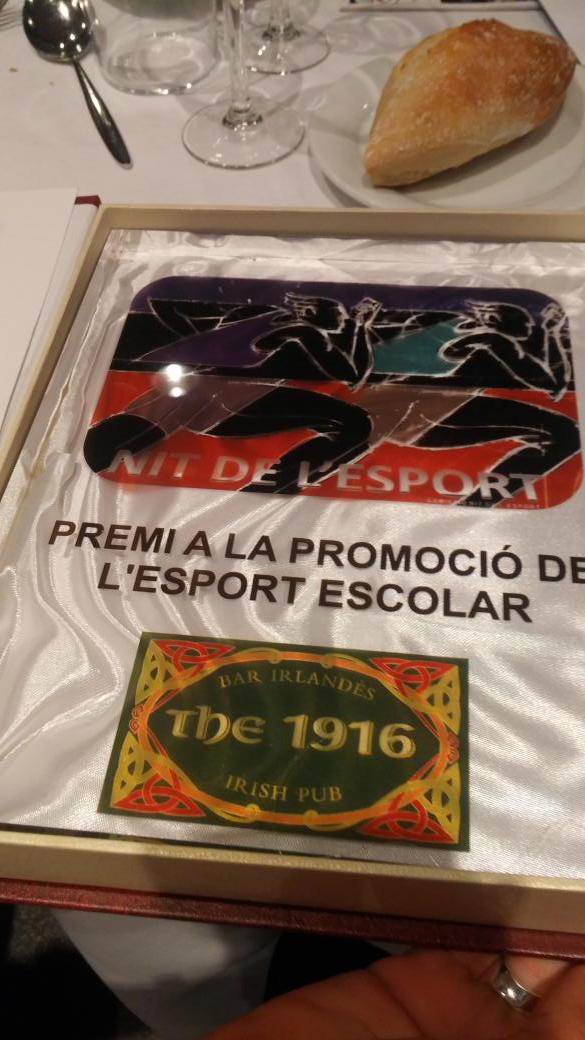 NIT DE L'ESPORT
PREMI A LA PROMOCIÓ DE
L'ESPORT ESCOLAR
BAR IRLANDÈS
The 1916
IRISH PUB